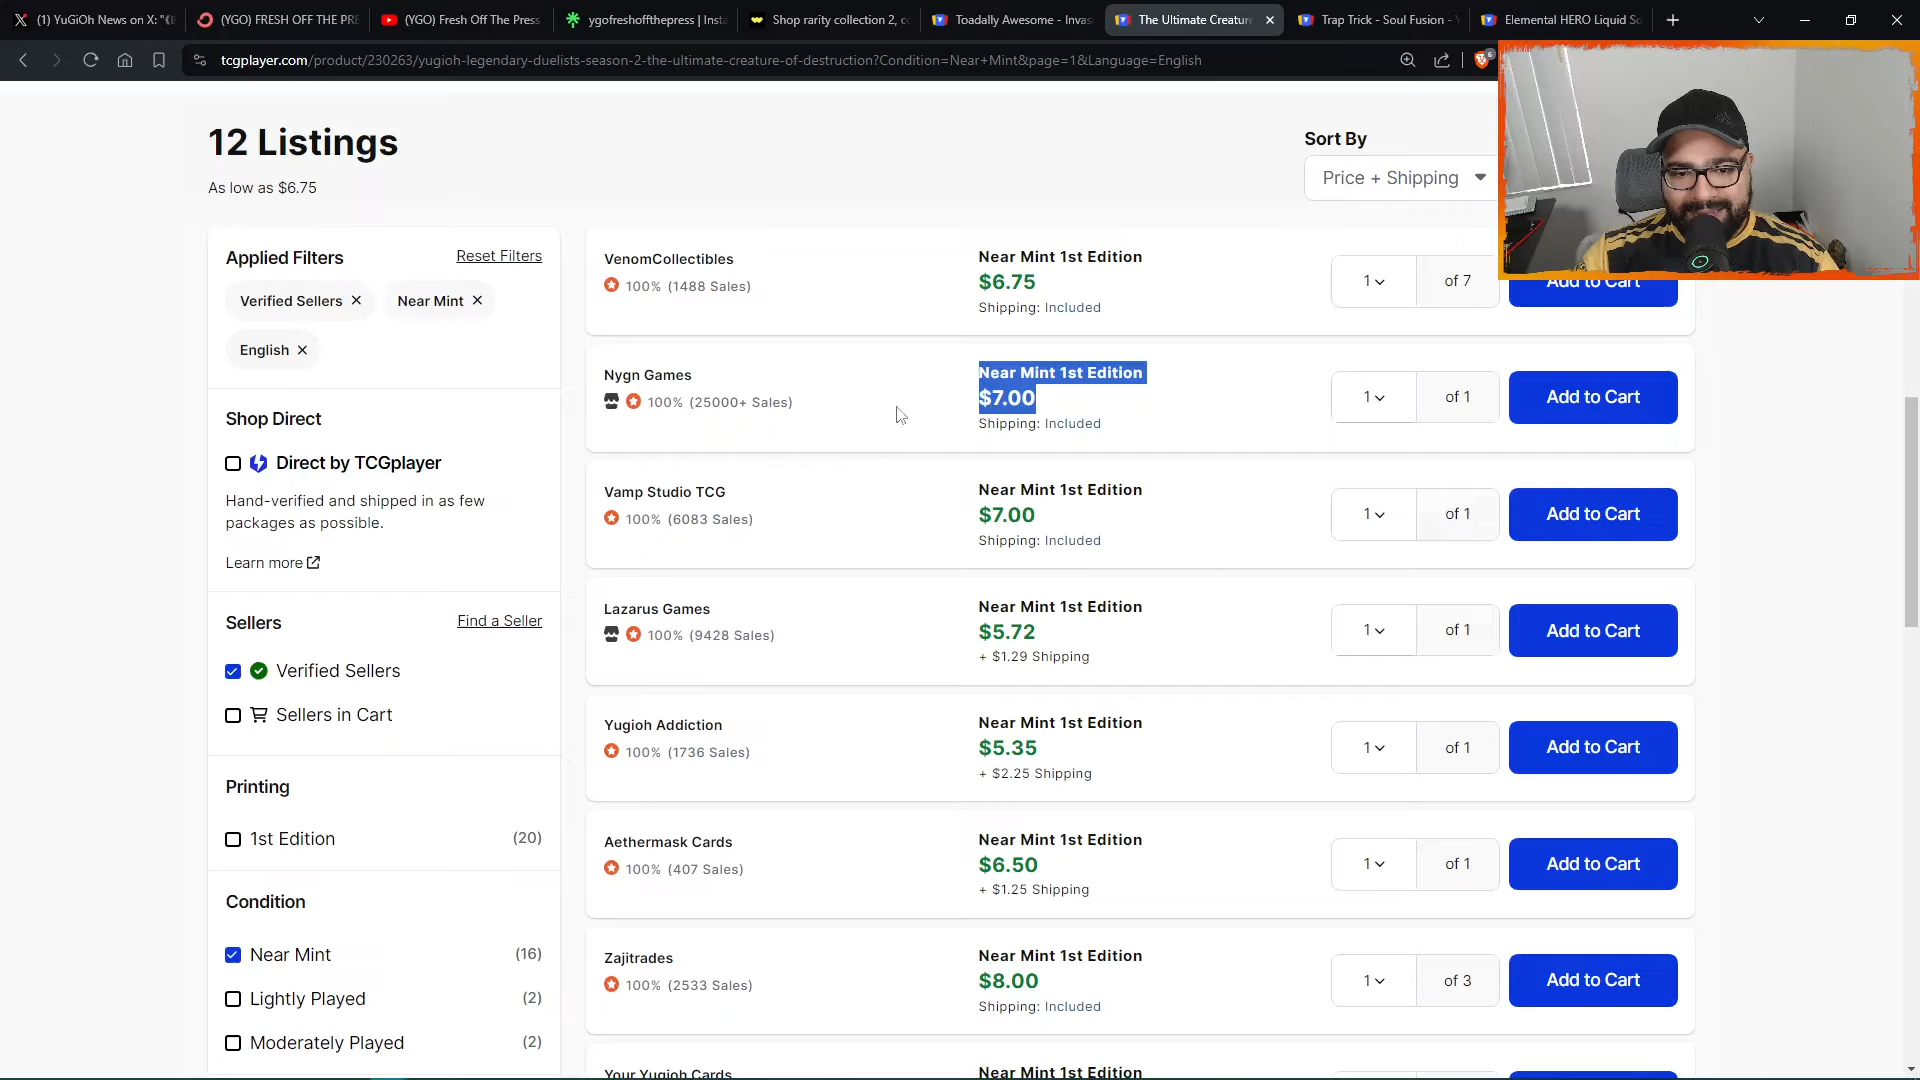 (1) YuGiOh News on X: "
(YGO) FRESH OFF THE PRE
(YGO) Fresh Off The Press
ygofreshoffthepress | Insta
Shop rarity collection 2, co
Toadally Awesome - Invas
The Ultimate Creature
Trap Trick - Soul Fusion - Y
Elemental HERO Liquid So
tcgplayer.com/product/230263/yugioh-legendary-duelists-season-2-the-ultimate-creature-of-destruction?Condition=Near+Mint&page=1&Language=English
6
12 Listings
As low as $6.75
Sort By
Price + Shipping
Applied Filters
Reset Filters
Verified Sellers
Near Mint
English
Shop Direct
Direct by TCGplayer
Hand-verified and shipped in as few
packages as possible.
Learn more
Sellers
Find a Seller
Verified Sellers
Sellers in Cart
Printing
1st Edition (20)
Condition
Near Mint (16)
Lightly Played (2)
Moderately Played (2)
VenomCollectibles
100% (1488 Sales)
Near Mint 1st Edition
$6.75
Shipping: Included
1 of 7
Add to Cart
Nygn Games
100% (25000+ Sales)
Near Mint 1st Edition
$7.00
Shipping: Included
1 of 1
Add to Cart
Vamp Studio TCG
100% (6083 Sales)
Near Mint 1st Edition
$7.00
Shipping: Included
1 of 1
Add to Cart
Lazarus Games
100% (9428 Sales)
Near Mint 1st Edition
$5.72
+ $1.29 Shipping
1 of 1
Add to Cart
Yugioh Addiction
100% (1736 Sales)
Near Mint 1st Edition
$5.35
+ $2.25 Shipping
1 of 1
Add to Cart
Aethermask Cards
100% (407 Sales)
Near Mint 1st Edition
$6.50
+ $1.25 Shipping
1 of 1
Add to Cart
Zajitrades
100% (2533 Sales)
Near Mint 1st Edition
$8.00
Shipping: Included
1 of 3
Add to Cart
Your Yugioh Cards
Near Mint 1st Edition